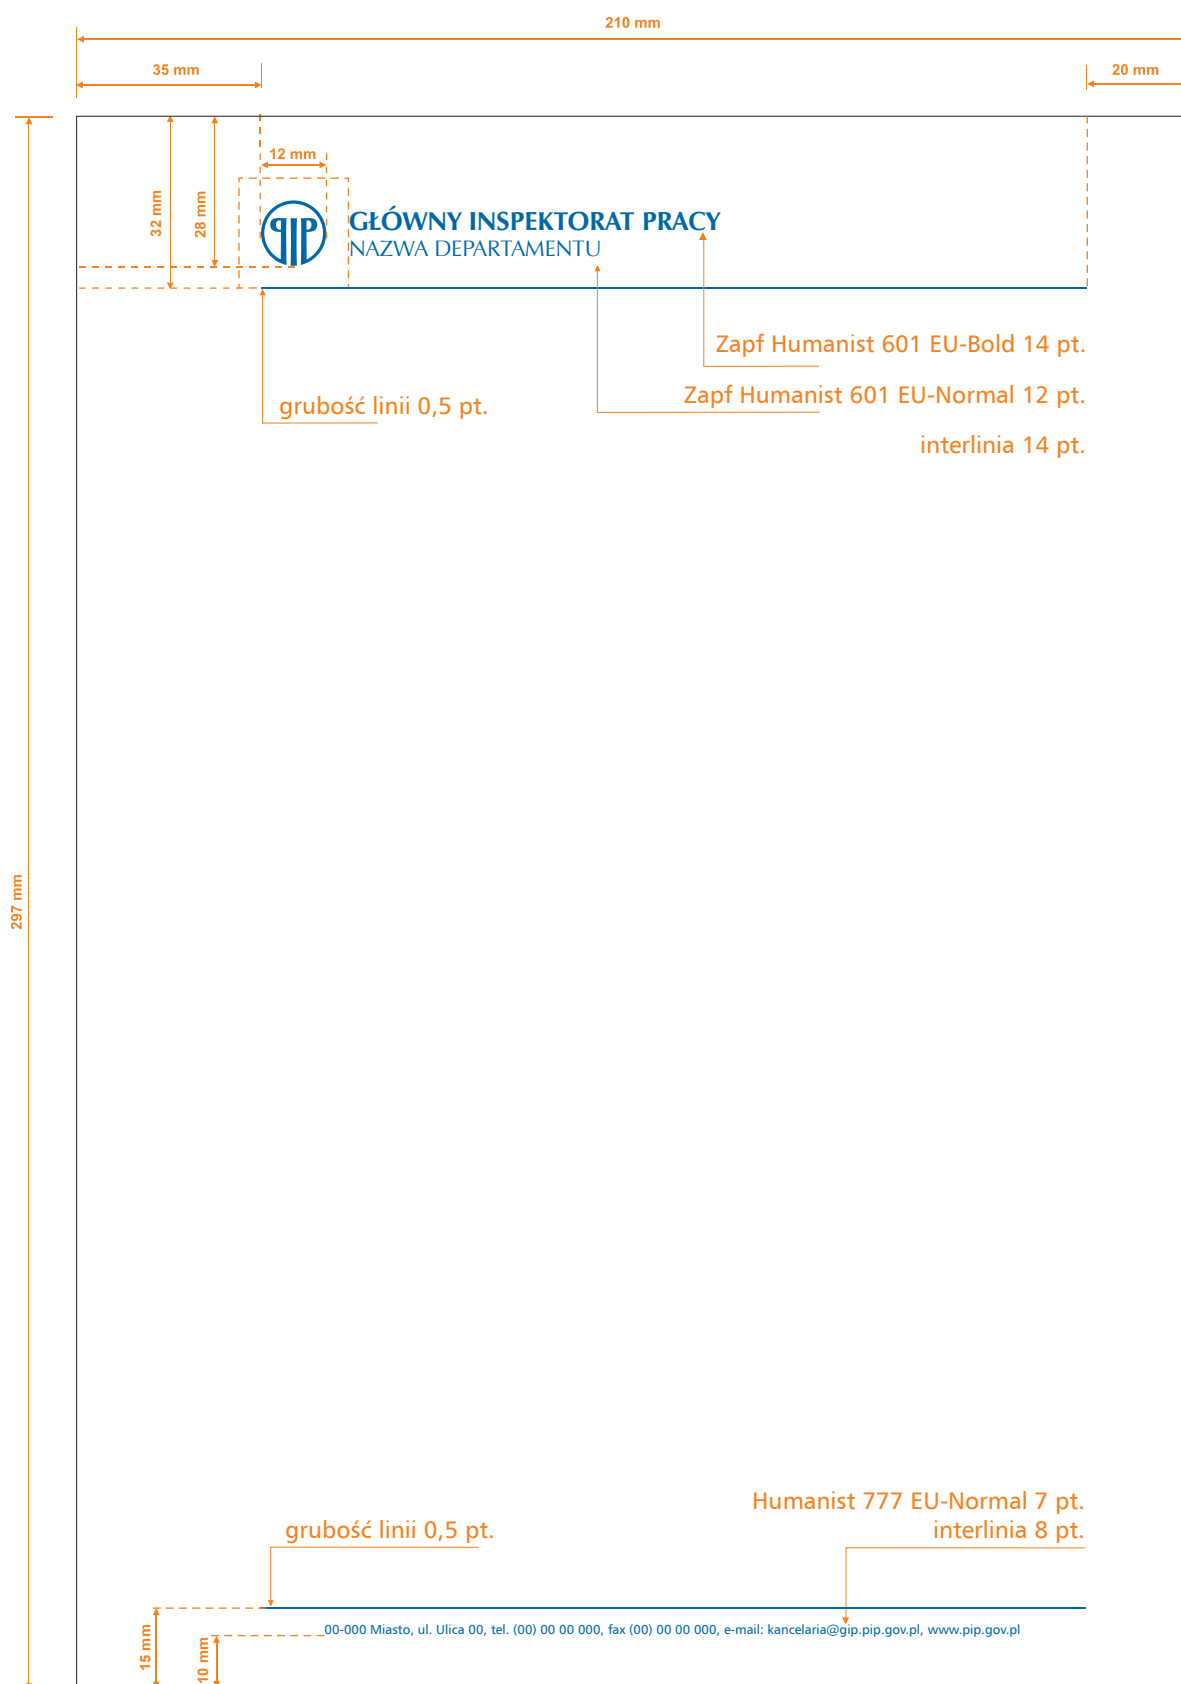 210 mm
35 mm
20 mm
12 mm
32 mm
28 mm
PIP
GŁÓWNY INSPEKTORAT PRACY
NAZWA DEPARTAMENTU
Zapf Humanist 601 EU-Bold 14 pt.
Zapf Humanist 601 EU-Normal 12 pt.
grubość linii 0,5 pt.
interlinia 14 pt.
297 mm
Humanist 777 EU-Normal 7 pt.
grubość linii 0,5 pt.
interlinia 8 pt.
00-000 Miasto, ul. Ulica 00, tel. (00) 00 00 000, fax (00) 00 00 000, e-mail: kancelaria@gip.pip.gov.pl, www.pip.gov.pl
15 mm
10 mm